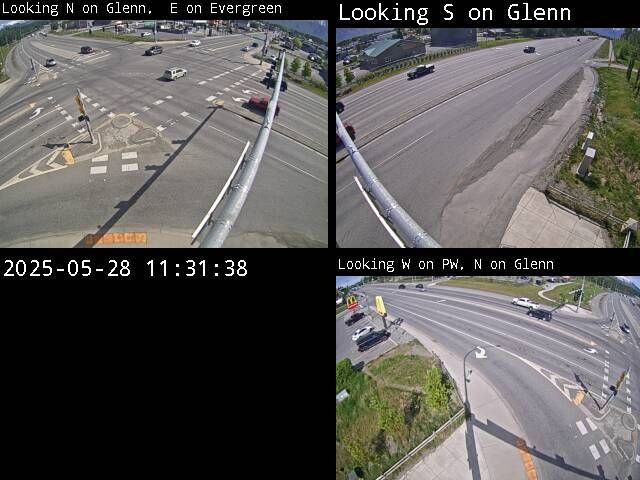 Looking N on Glenn,  E on Evergreen
Looking S on Glenn
2025-05-28 11:31:38
Looking W on PW, N on Glenn